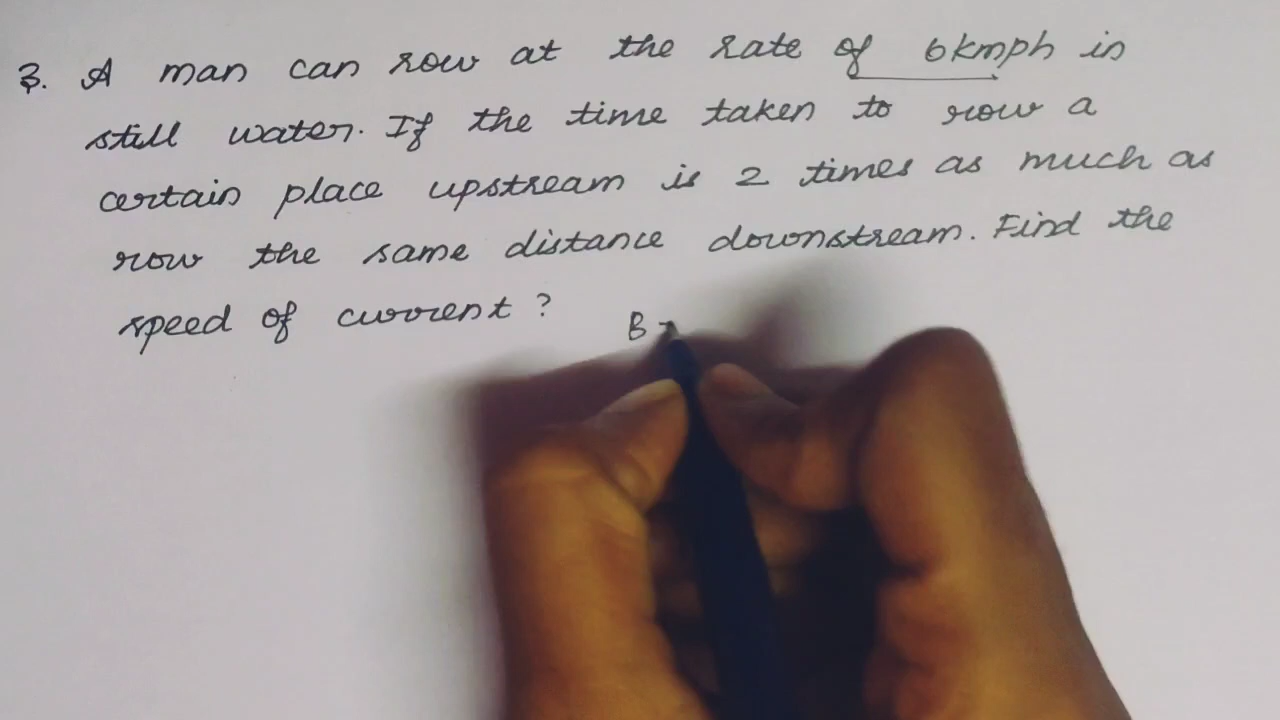 3. A man can row at the rate of 6kmph in
still water. If the time taken to row a
certain place upstream is 2 times as much as
row the same distance downstream. Find the
speed of current ?
B